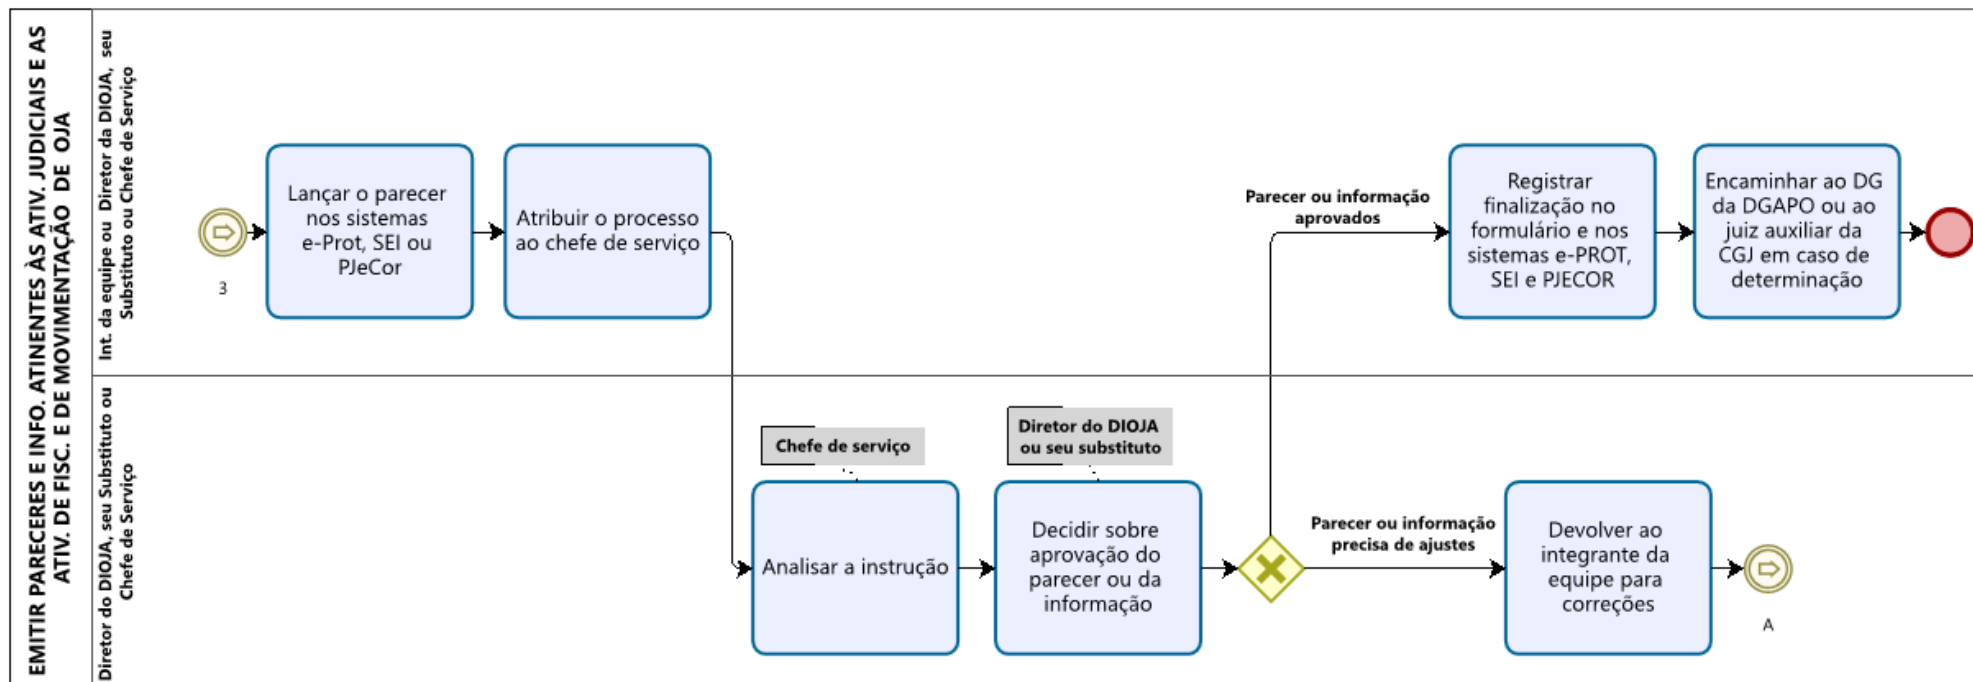 EMITIR PARECERES E INFO. ATINENTES ÀS ATIV. JUDICIAIS E AS
ATIV. DE FISC. E DE MOVIMENTAÇÃO DE OJA
Int. da equipe ou Diretor da DIOJA, seu
Substituto ou Chefe de Serviço
3
Lançar o parecer
nos sistemas
e-Prot, SEI ou
PJeCor
Atribuir o processo
ao chefe de serviço
Parecer ou informação
aprovados
Registrar
finalização no
formulário e nos
sistemas e-PROT,
SEI e PJECOR
Encaminhar ao DG
da DGAPO ou ao
juiz auxiliar da
CGJ em caso de
determinação
Diretor do DIOJA, seu Substituto ou
Chefe de Serviço
Chefe de serviço
Analisar a instrução
Diretor do DIOJA
ou seu substituto
Decidir sobre
aprovação do
parecer ou da
informação
Parecer ou informação
precisa de ajustes
Devolver ao
integrante da
equipe para
correções
A